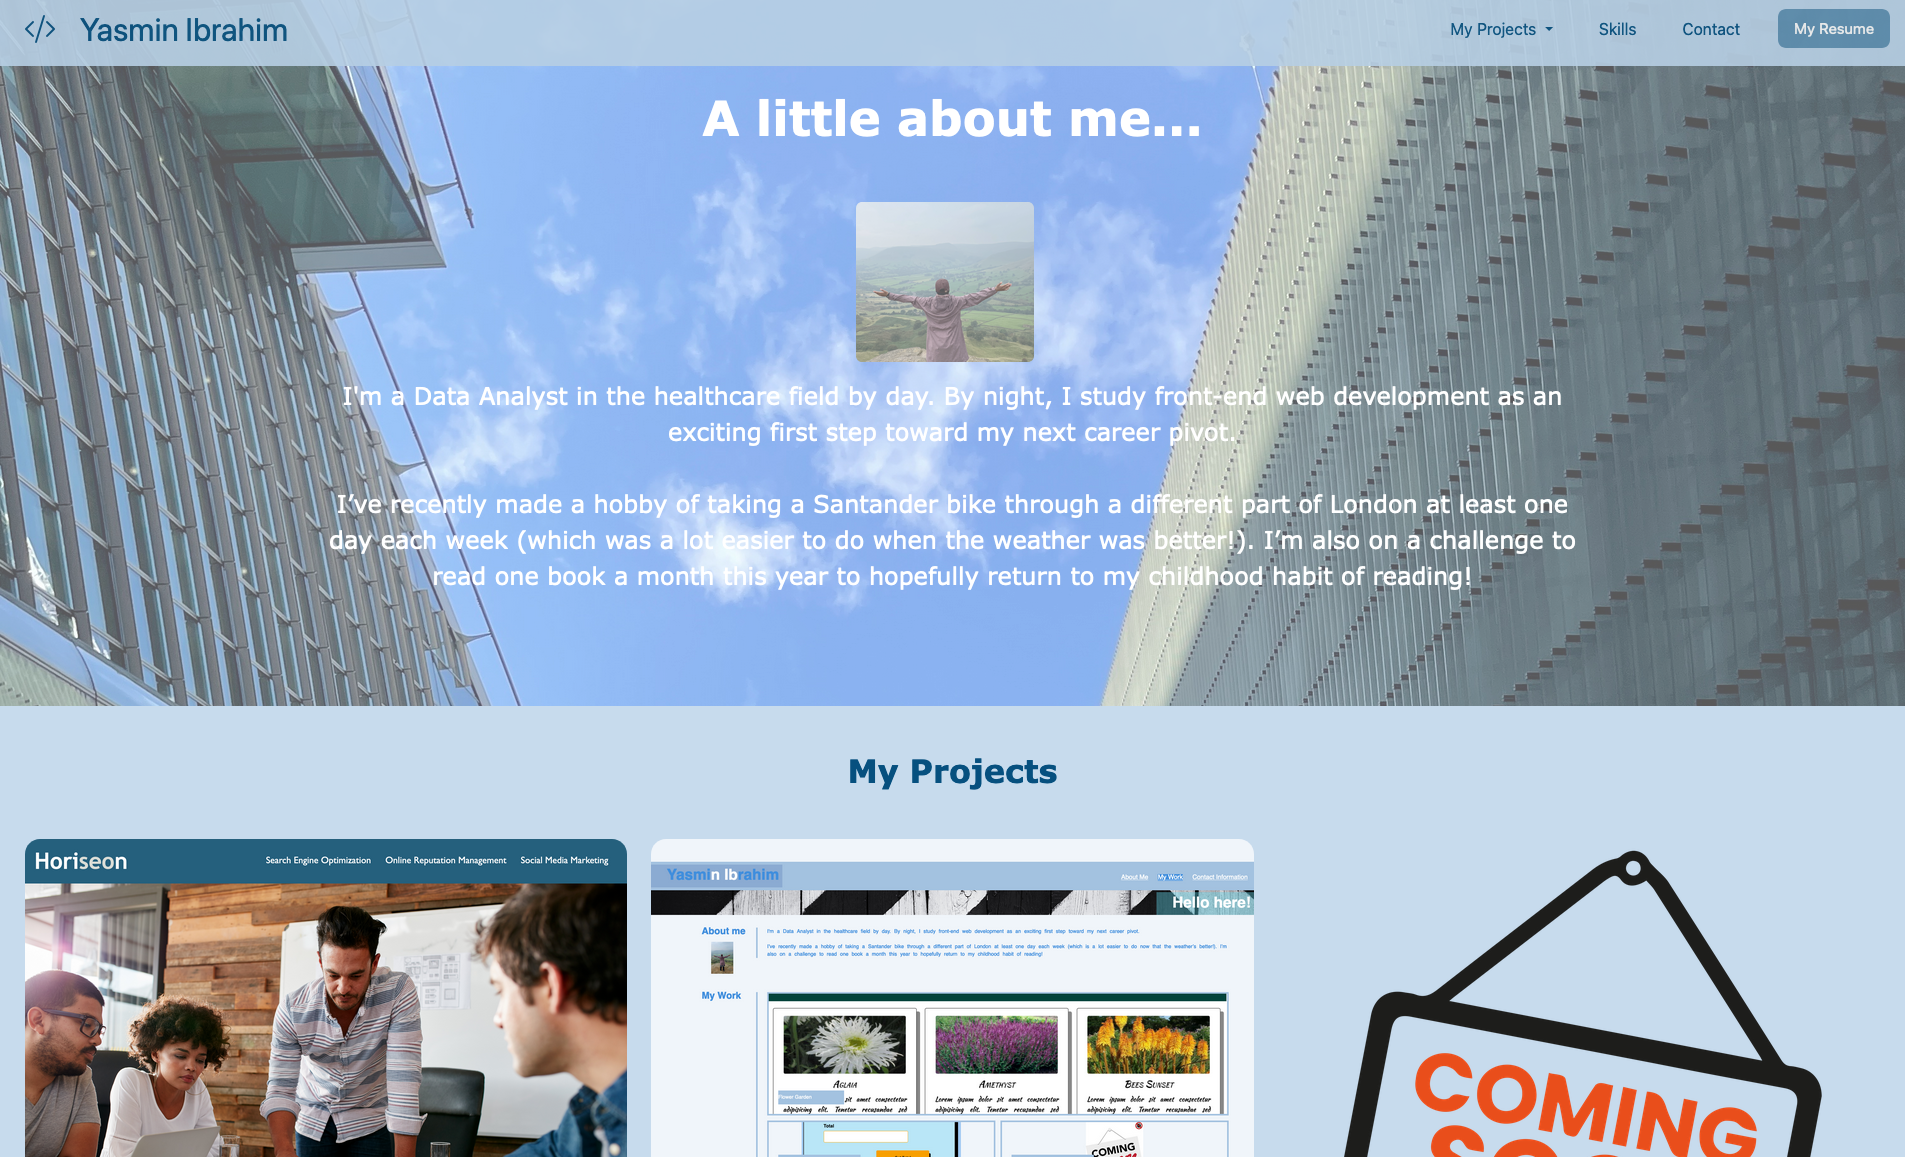 </> Yasmin Ibrahim
My Projects
Skills
Contact
My Resume
A little about me...
I'm a Data Analyst in the healthcare field by day. By night, I study front-end web development as an
exciting first step toward my next career pivot.
I’ve recently made a hobby of taking a Santander bike through a different part of London at least one
day each week (which was a lot easier to do when the weather was better!). I’m also on a challenge to
read one book a month this year to hopefully return to my childhood habit of reading!
My Projects
Horiseon
Search Engine Optimization
Online Reputation Management
Social Media Marketing
Yasmin Ibrahim
About Me
My Work
Contact Information
Hello here!
About me
I'm a Data Analyst in the healthcare field by day. By night, I study front-end web development as an exciting first step toward my next career pivot.
I've recently made a hobby of taking a Santander bike through a different part of London at least one day each week (which is a lot easier to do now that the weather's better!). I'm
also on a challenge to read one book a month this year to hopefully return to my childhood habit of reading!
My Work
Aglaia
Flower Garden
sit amet, consectetur
adipisicing elit. Tenetur recusandae sed
Amethyst
Lorem ipsum dolor sit amet, consectetur
adipisicing elit. Tenetur recusandae sed
Bees Sunset
Lorem ipsum dolor sit amet, consectetur
adipisicing elit. Tenetur recusandae sed
Total
COMING
COMING